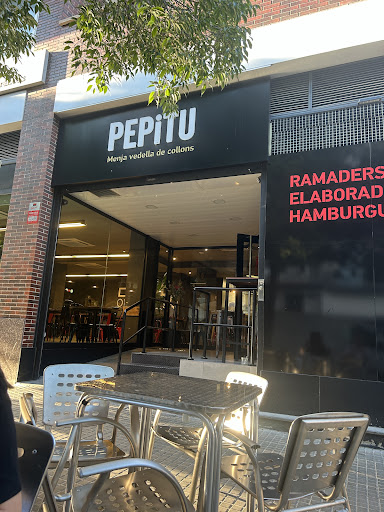 PEPiTU
Menja vedella de collons
RAMADERS
ELABORAD
HAMBURGU